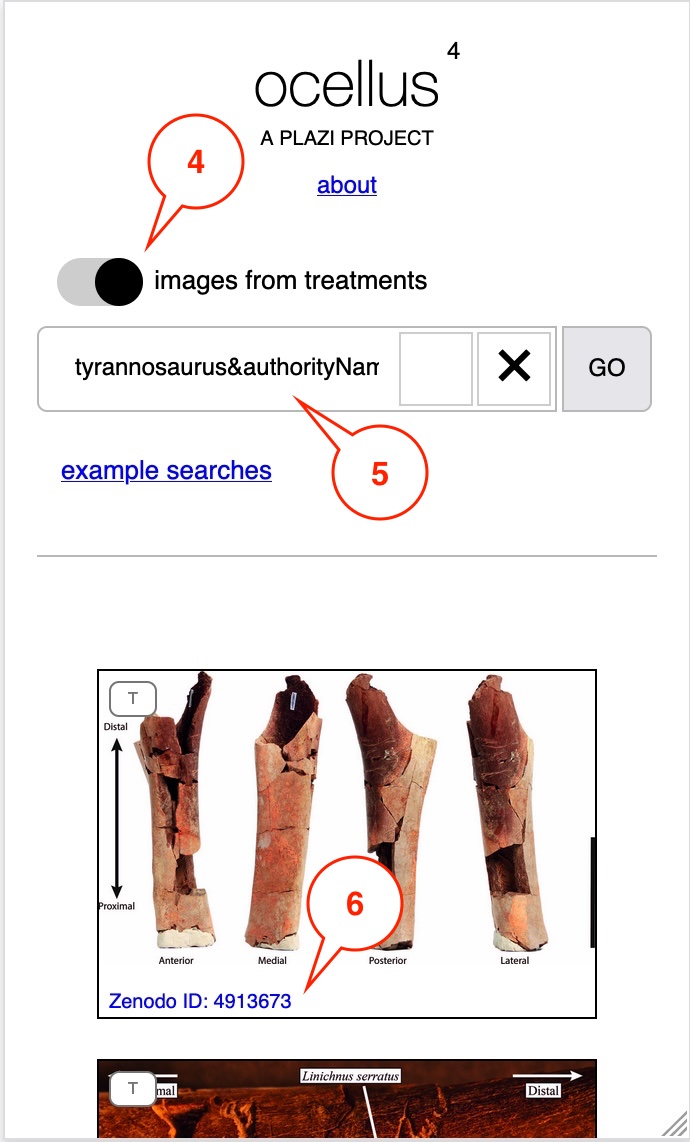 ocellus 4
A PLAZI PROJECT
4
about
images from treatments
tyrannosaurus&authorityNam
GO
5
example searches
T
Distal
Proximal
6
Anterior Medial Posterior Lateral
Zenodo ID: 4913673
T
mal
Linichnus serratus
Distal